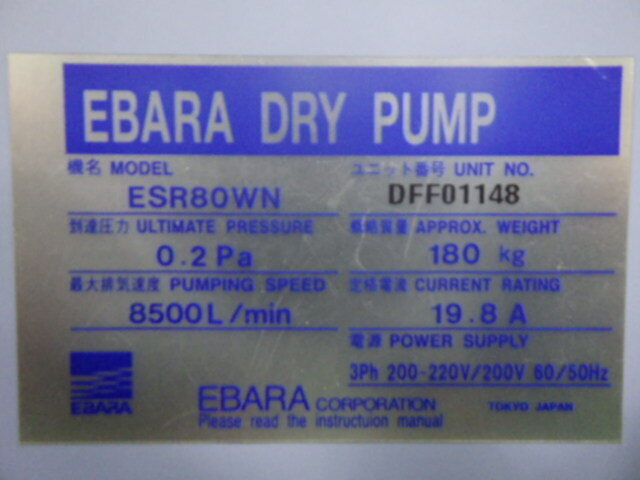 EBARA DRY PUMP
機名 MODEL
ESR80WN
ユニット番号 UNIT NO.
DFF01148
到達圧力 ULTIMATE PRESSURE
0.2 Pa
概略質量 APPROX. WEIGHT
180 kg
最大排気速度 PUMPING SPEED
8500L/min
定格電流 CURRENT RATING
19.8 A
電源 POWER SUPPLY
3Ph 200-220V/200V 60/50Hz
EBARA
EBARA CORPORATION
TOKYO JAPAN
Please read the instructuion manual